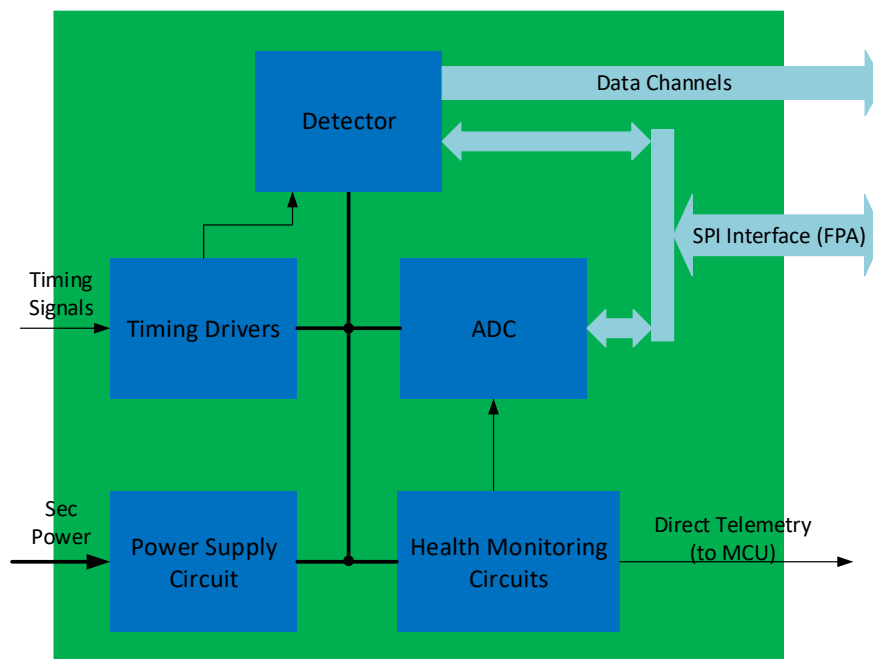 Data Channels
Detector
SPI Interface (FPA)
Timing
Signals
Timing Drivers
ADC
Sec
Power
Power Supply
Circuit
Health Monitoring
Circuits
Direct Telemetry
(to MCU)